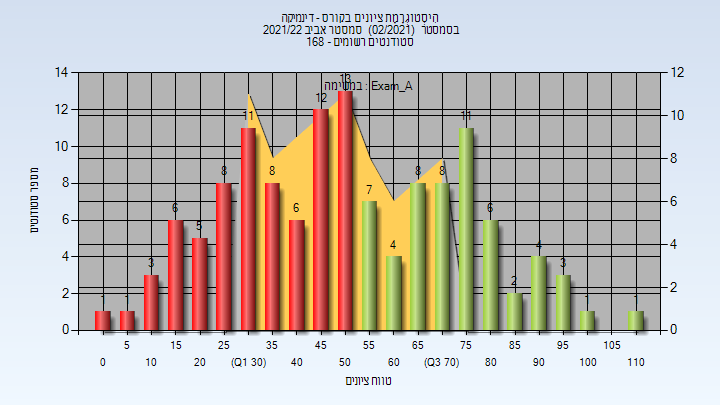 היסטוגרמת ציונים בקורס - דינמיקה
בסמסטר (02/2021) סמסטר אביב 2021/22
סטודנטים רשומים - 168
במשימה : Exam_A
14 12 10 8 6 4 2 0
מספר סטודנטים
12 10 8 6 4 2 0
1 1 3 6 5 8 11 8 6 12 13 7 4 8 8 11 6 2 4 3 1 1
5 15 25 35 45 55 65 75 85 95 105
0 10 20 (Q1 30) 40 50 60 (Q3 70) 80 90 100 110
טווח ציונים